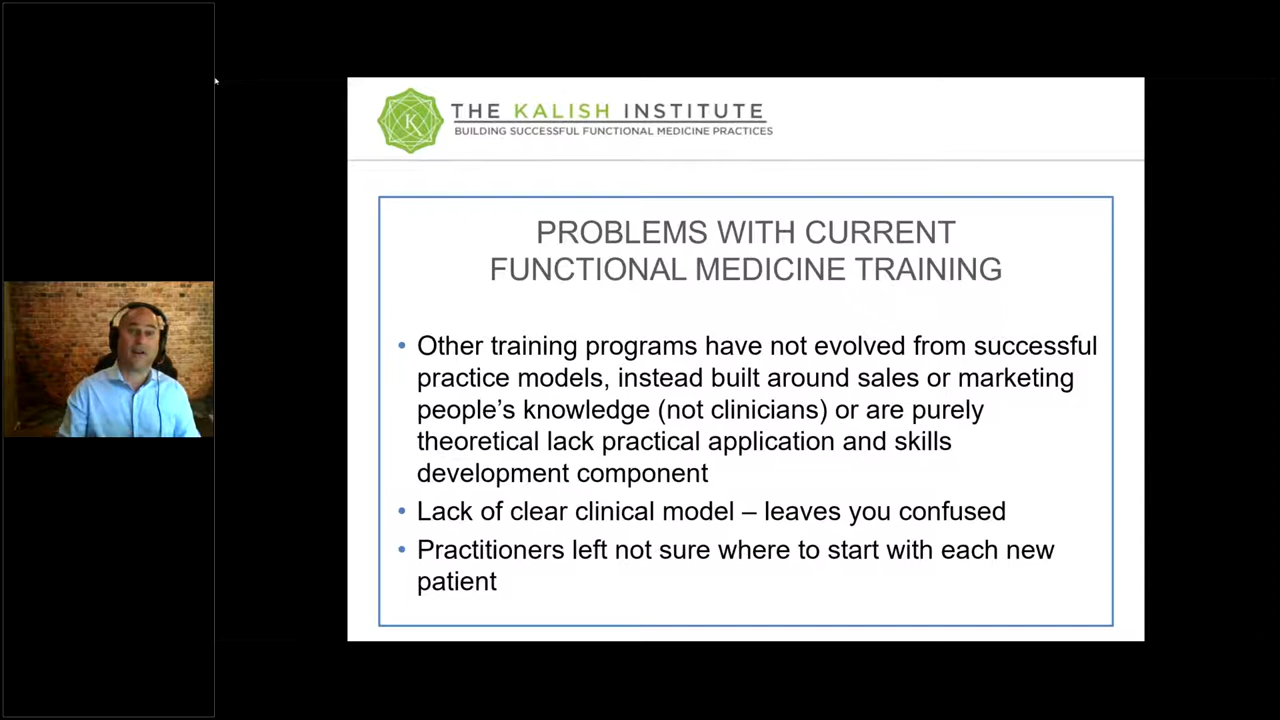 K
THE KALISH INSTITUTE
BUILDING SUCCESSFUL FUNCTIONAL MEDICINE PRACTICES
PROBLEMS WITH CURRENT
FUNCTIONAL MEDICINE TRAINING
• Other training programs have not evolved from successful
practice models, instead built around sales or marketing
people’s knowledge (not clinicians) or are purely
theoretical lack practical application and skills
development component
• Lack of clear clinical model – leaves you confused
• Practitioners left not sure where to start with each new
patient